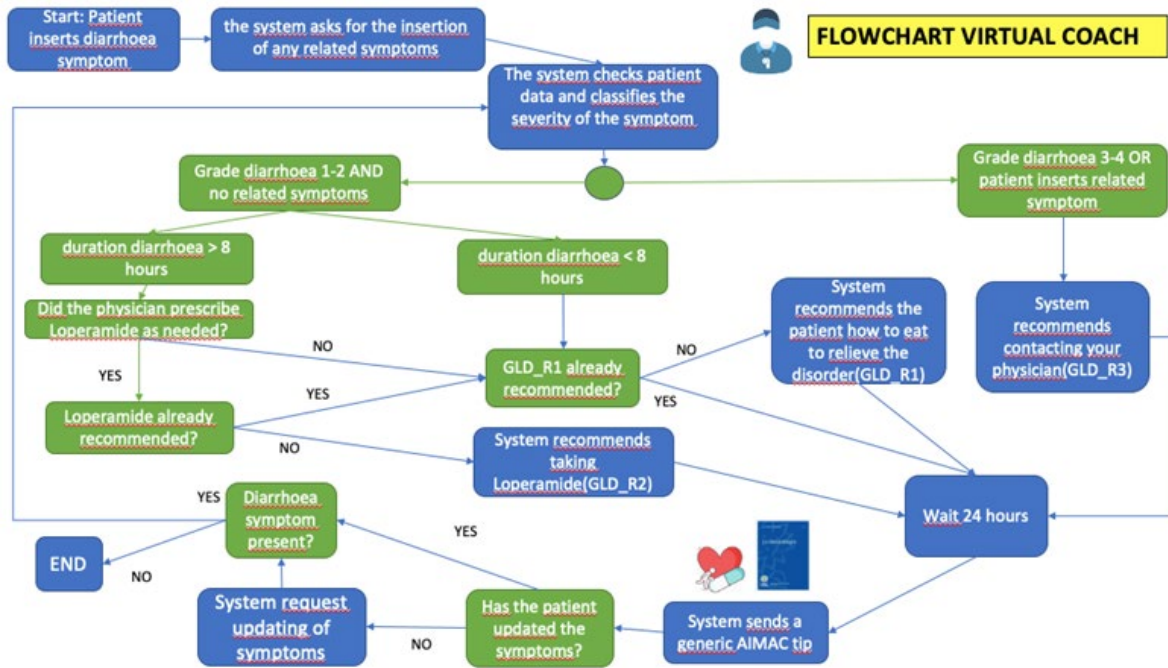 Start: Patient
inserts diarrhoea
symptom
the system asks for the insertion
of any related symptoms
FLOWCHART VIRTUAL COACH
The system checks patient
data and classifies the
severity of the symptom
Grade diarrhoea 1-2 AND
no related symptoms
Grade diarrhoea 3-4 OR
patient inserts related
symptom
duration diarrhoea > 8
hours
duration diarrhoea < 8
hours
Did the physician prescribe
Loperamide as needed?
System
recommends the
patient how to eat
to relieve the
disorder(GLD_R1)
System
recommends
contacting your
physician(GLD_R3)
NO
NO
GLD_R1 already
recommended?
YES
YES
YES
Loperamide already
recommended?
NO
System recommends
taking
Loperamide(GLD_R2)
Wait 24 hours
YES
Diarrhoea
symptom
present?
YES
END
NO
System request
updating of
symptoms
NO
Has the patient
updated the
symptoms?
System sends a
generic AIMAC tip